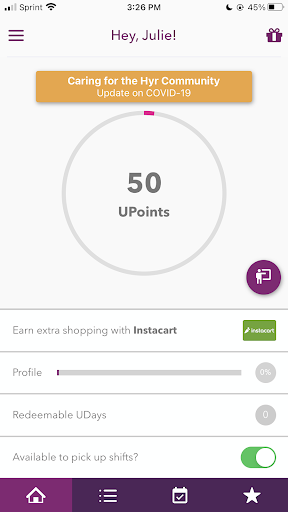 Sprint 3:26 PM 45%
Hey, Julie!
Caring for the Hyr Community
Update on COVID-19
50
UPoints
Earn extra shopping with Instacart instacart
Profile 0%
Redeemable UDays 0
Available to pick up shifts?